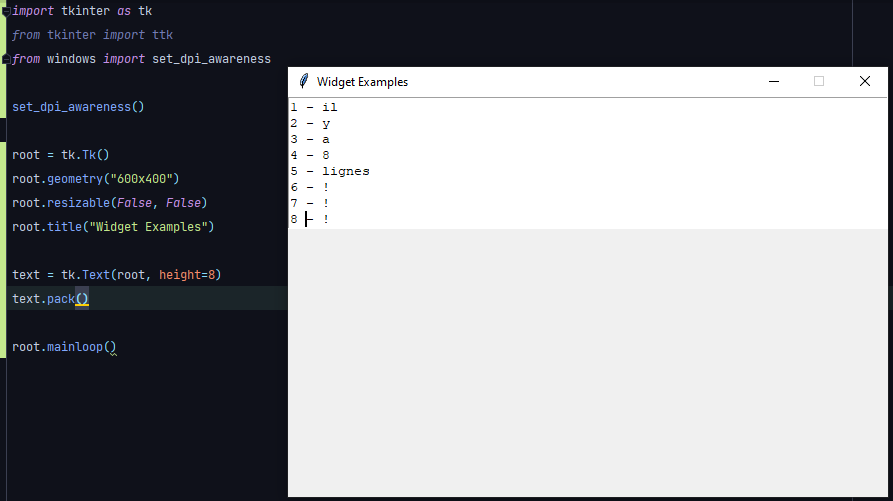 import tkinter as tk
from tkinter import ttk
from windows import set_dpi_awareness
set_dpi_awareness()
root = tk.Tk()
root.geometry("600x400")
root.resizable(False, False)
root.title("Widget Examples")
text = tk.Text(root, height=8)
text.pack()
root.mainloop()
Widget Examples
1 - il
2 - y
3 - a
4 - 8
5 - lignes
6 - !
7 - !
8 - !